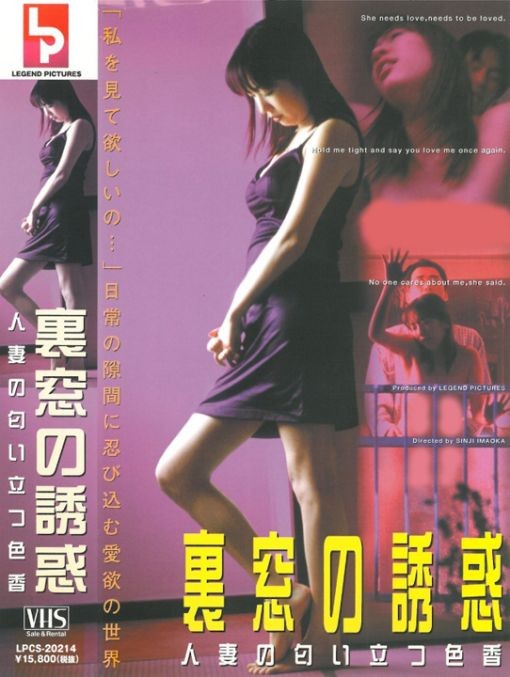 LEGEND PICTURES
裏窓の誘惑
人妻の匂い立つ色香
VHS
Sale & Rental
LPCS-20214
¥15,800(税抜)
「私を見て欲しいの…」日常の隙間に忍び込む愛欲の世界
She needs love,needs to be loved.
Hold me tight and say you love me once again.
No one cares about me,she said.
Produced by LEGEND PICTURES
Directed by SINJI IMAOKA
裏窓の誘惑
人妻の匂い立つ色香